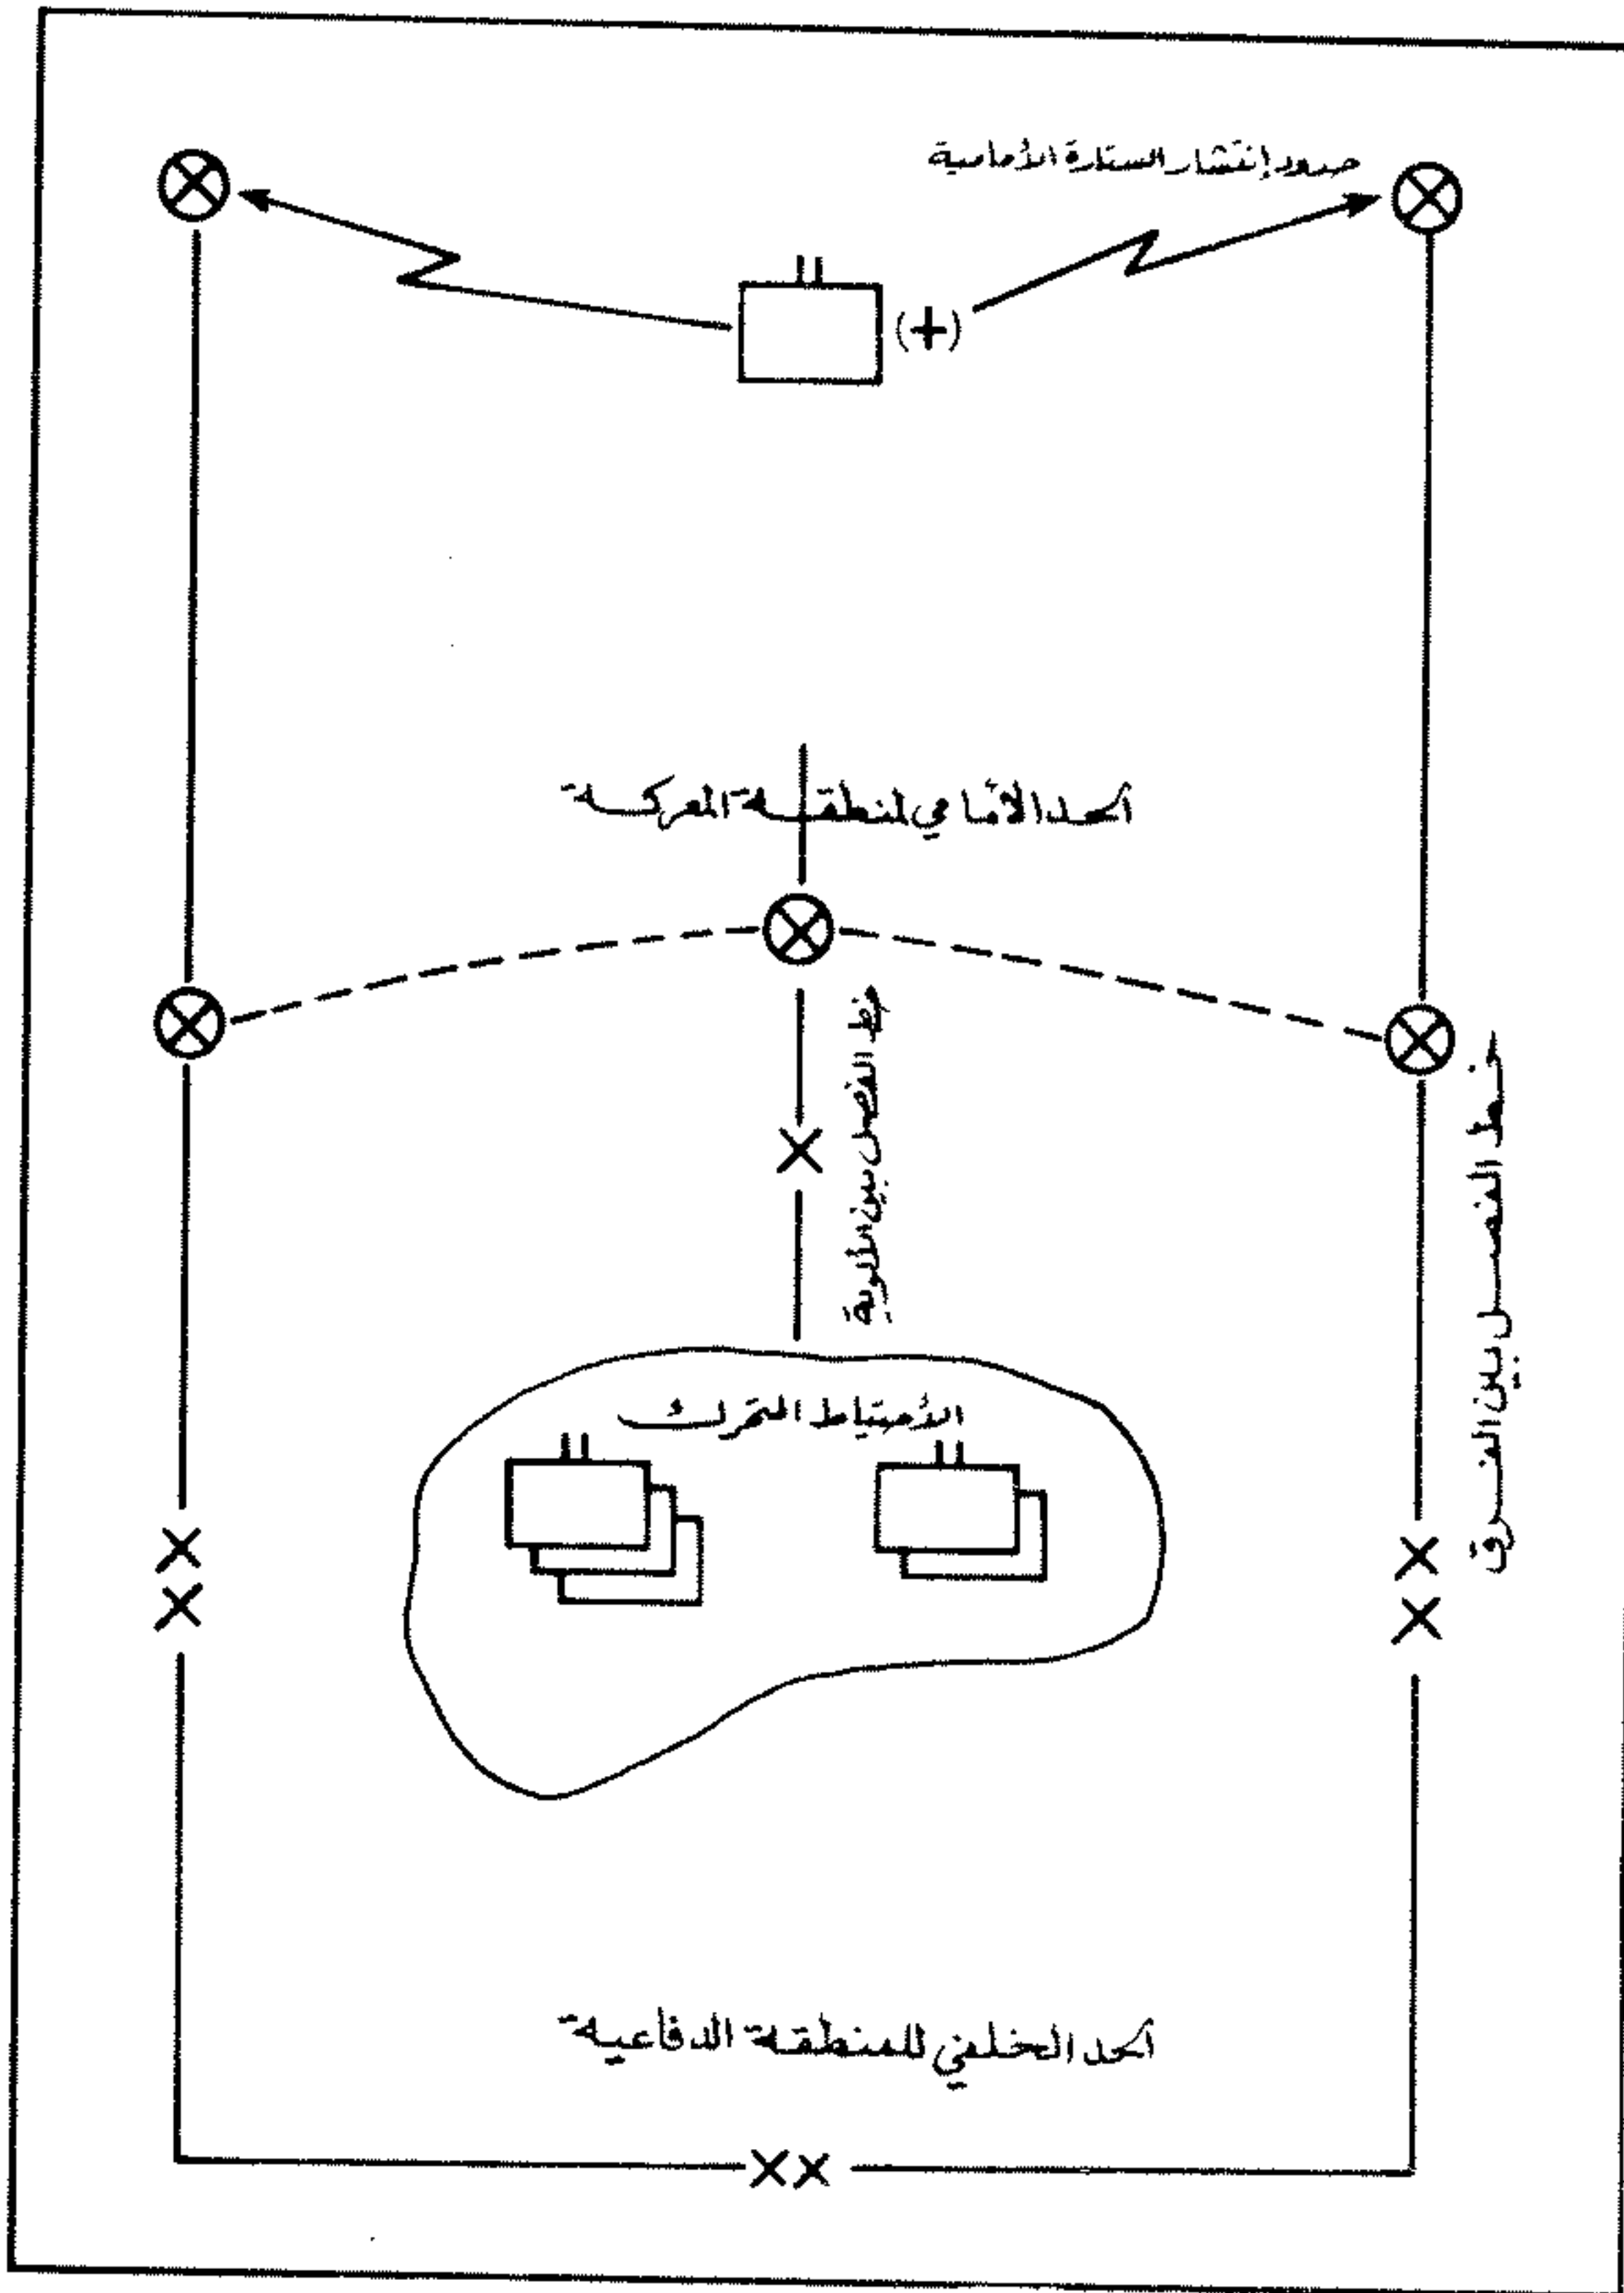 حدود إنتشار الستارة الأمامية
(+)
الحد الأمامي لمنطقة المعركة
خط الفصل بين الألوية
خط الفصل بين الفرق
الأحتياط المتحرك
الحد الخلفي للمنطقة الدفاعية